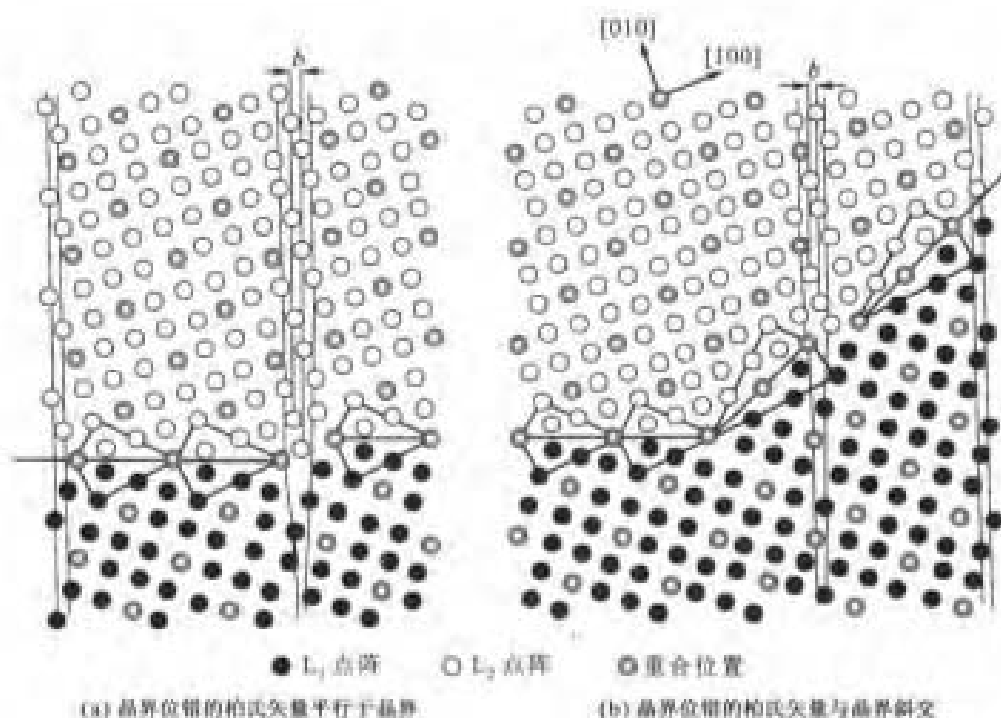 b
[010]
[100]
b
L₁点阵 L₂点阵 重合位置
(a) 晶界位错的柏氏矢量平行于晶界 (b) 晶界位错的柏氏矢量与晶界斜交